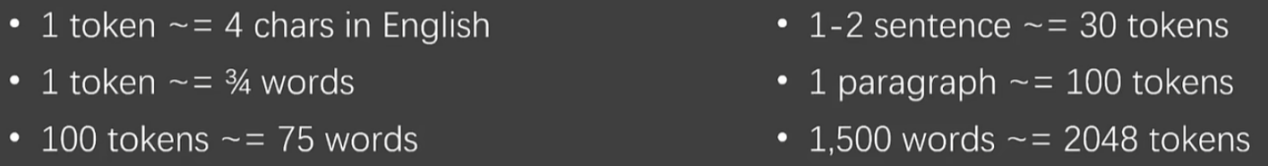 • 1 token ~= 4 chars in English
• 1 token ~= ¾ words
• 100 tokens ~= 75 words
• 1-2 sentence ~= 30 tokens
• 1 paragraph ~= 100 tokens
• 1,500 words ~= 2048 tokens